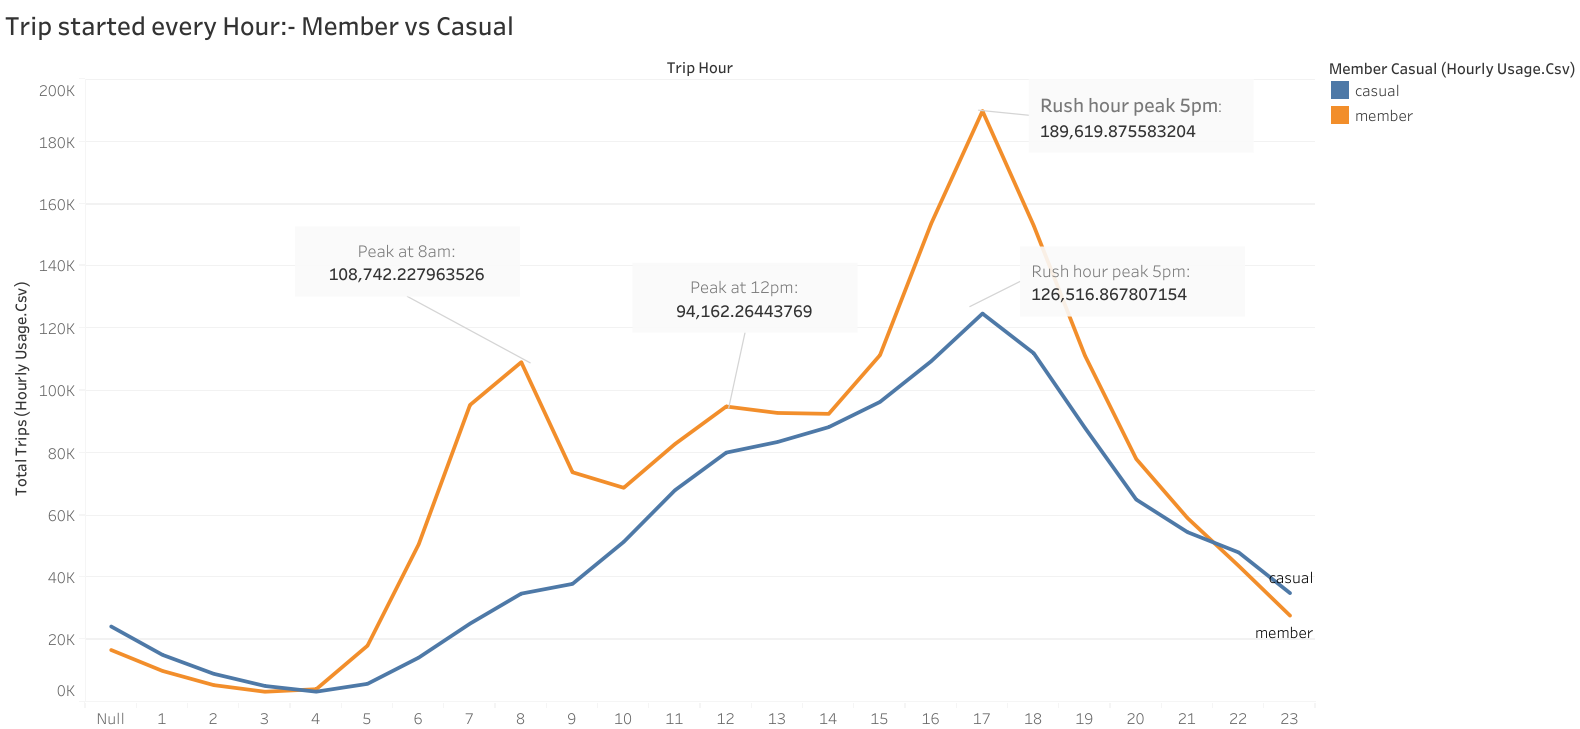 Trip started every Hour:- Member vs Casual
Trip Hour
Member Casual (Hourly Usage.Csv)
casual
member
Total Trips (Hourly Usage.Csv)
200K
180K
160K
140K
120K
100K
80K
60K
40K
20K
0K
Rush hour peak 5pm:
189,619.875583204
Peak at 8am:
108,742.227963526
Peak at 12pm:
94,162.26443769
Rush hour peak 5pm:
126,516.867807154
casual
member
Null 1 2 3 4 5 6 7 8 9 10 11 12 13 14 15 16 17 18 19 20 21 22 23